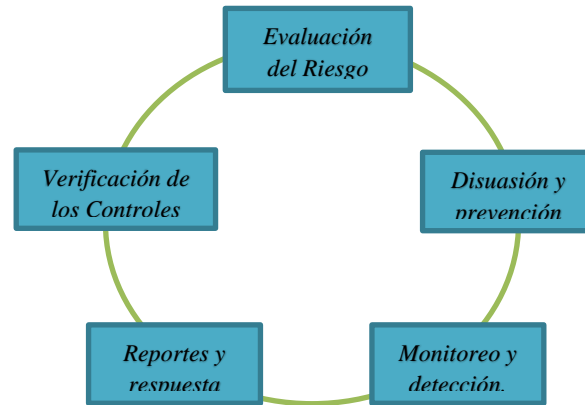 Evaluación
del Riesgo
Disuasión y
prevención
Monitoreo y
detección.
Reportes y
respuesta
Verificación de
los Controles